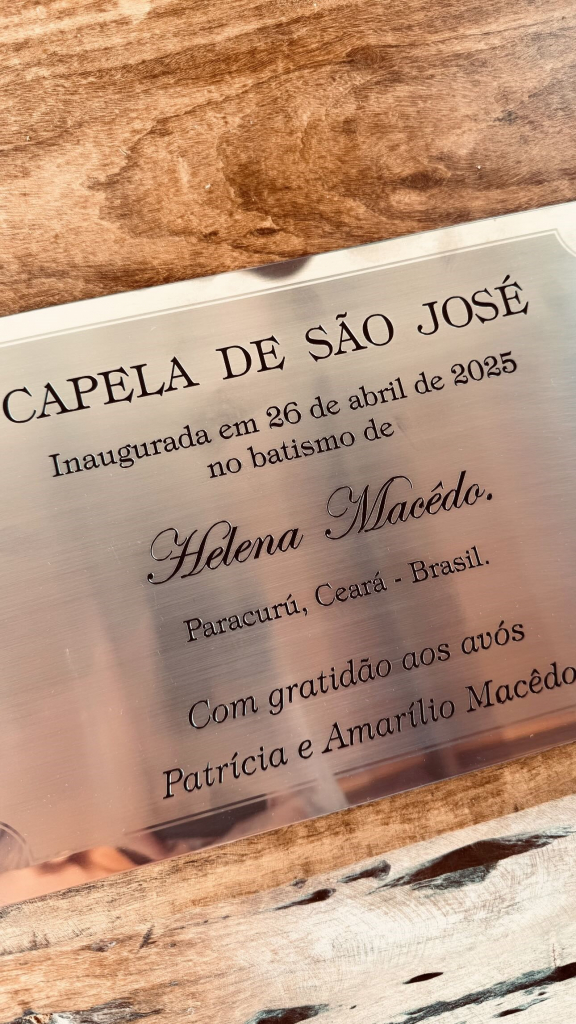 CAPELA DE SÃO JOSÉ
Inaugurada em 26 de abril de 2025
no batismo de
Helena Macêdo.
Paracurú, Ceará - Brasil.
Com gratidão aos avós
Patrícia e Amarílio Macêdo